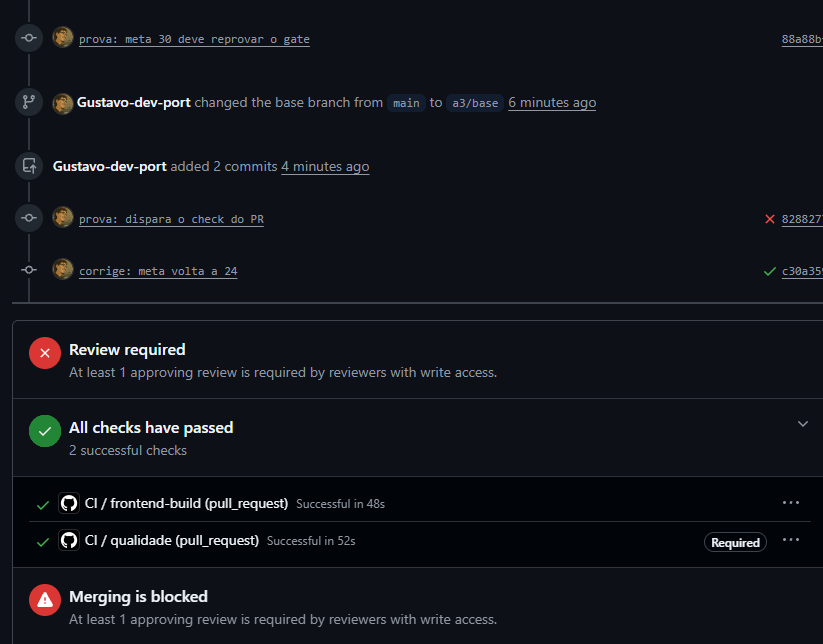 prova: meta 30 deve reprovar o gate 88a88b
Gustavo-dev-port changed the base branch from main to a3/base 6 minutes ago
Gustavo-dev-port added 2 commits 4 minutes ago
prova: dispara o check do PR 828827
corrige: meta volta a 24 c30a35
Review required
At least 1 approving review is required by reviewers with write access.
All checks have passed
2 successful checks
CI / frontend-build (pull_request) Successful in 48s
CI / qualidade (pull_request) Successful in 52s Required
Merging is blocked
At least 1 approving review is required by reviewers with write access.